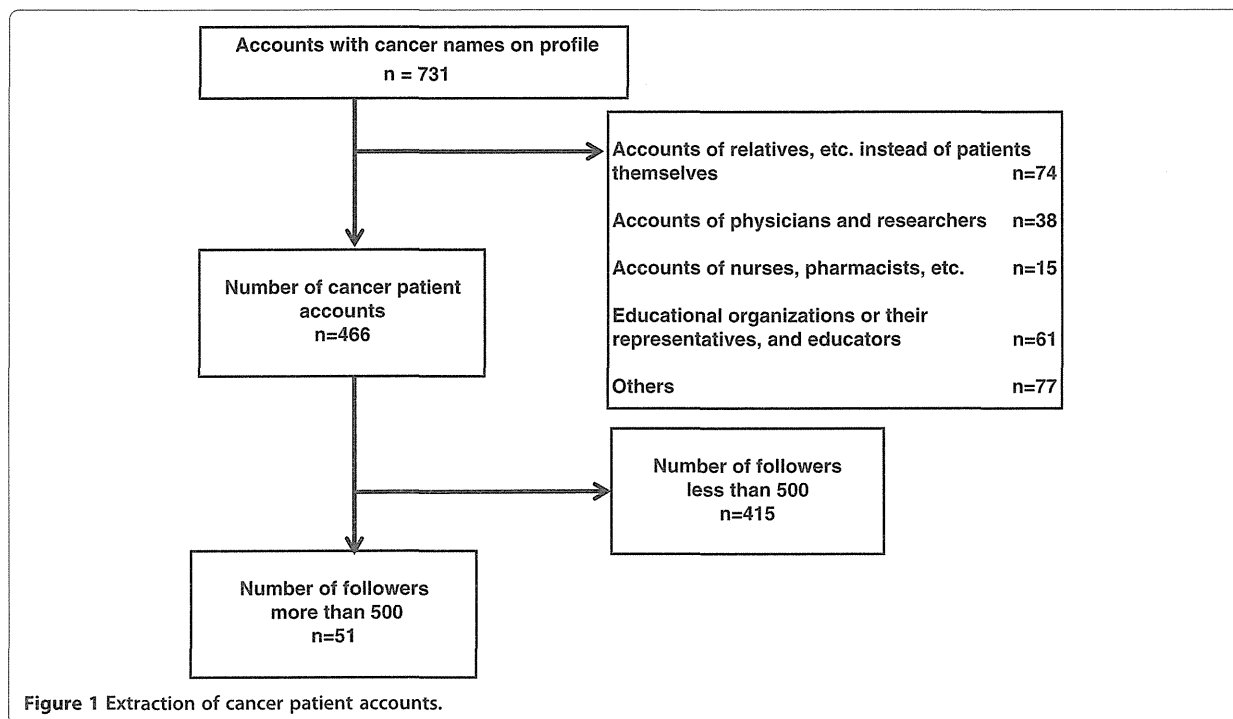 Accounts with cancer names on profile
n = 731
Accounts of relatives, etc. instead of patients
themselves n=74
Accounts of physicians and researchers n=38
Accounts of nurses, pharmacists, etc. n=15
Educational organizations or their
representatives, and educators n=61
Others n=77
Number of cancer patient
accounts
n=466
Number of followers
less than 500
n=415
Number of followers
more than 500
n=51
Figure 1 Extraction of cancer patient accounts.